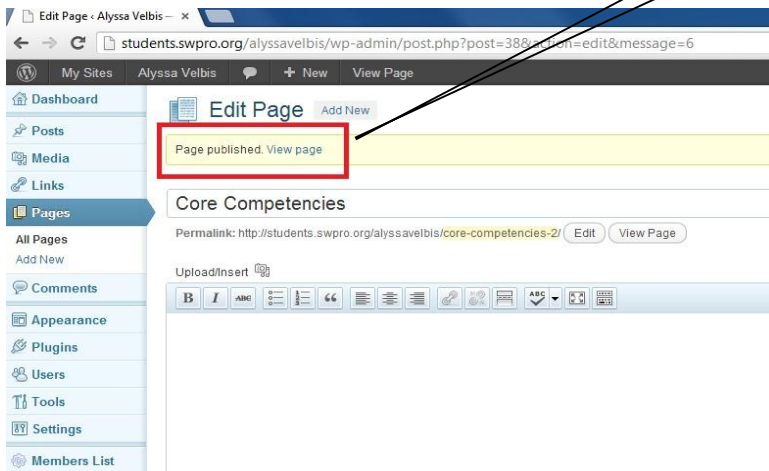 Edit Page ‹ Alyssa Velbis — ×
students.swpro.org/alyssavelbis/wp-admin/post.php?post=38&action=edit&message=6
My Sites Alyssa Velbis + New View Page
Dashboard
Posts
Media
Links
Pages
All Pages
Add New
Comments
Appearance
Plugins
Users
Tools
Settings
Members List
Edit Page Add New
Page published. View page
Core Competencies
Permalink: http://students.swpro.org/alyssavelbis/core-competencies-2/ Edit View Page
Upload/Insert
B I ABC ABC